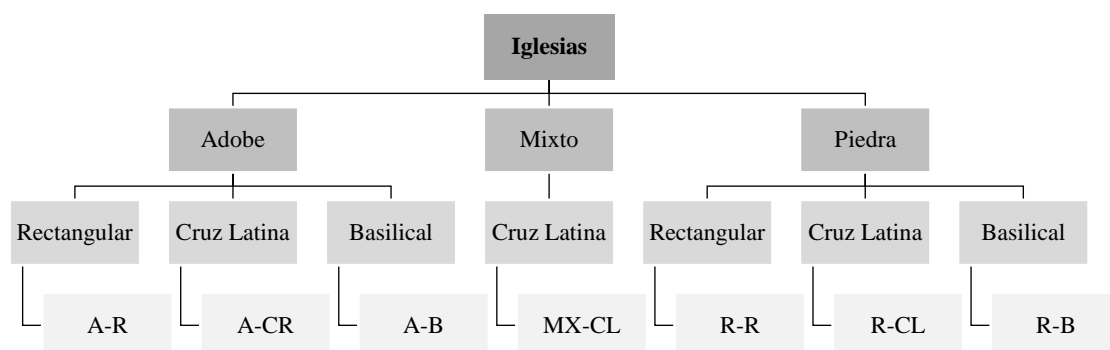 Iglesias
Adobe Mixto Piedra
Rectangular Cruz Latina Basilical Cruz Latina Rectangular Cruz Latina Basilical
A-R A-CR A-B MX-CL R-R R-CL R-B